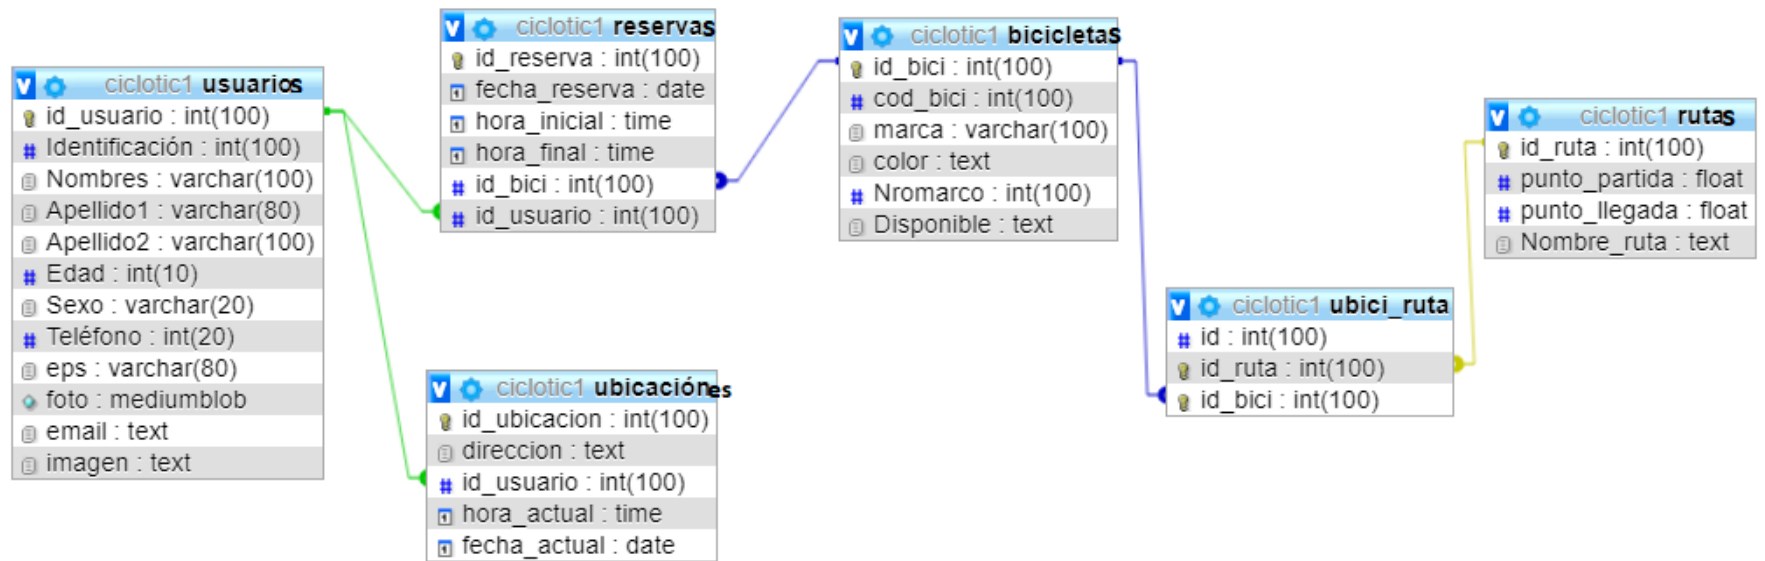 ciclotic1 usuarios
id_usuario : int(100)
Identificación : int(100)
Nombres : varchar(100)
Apellido1 : varchar(80)
Apellido2 : varchar(100)
Edad : int(10)
Sexo : varchar(20)
Teléfono : int(20)
eps : varchar(80)
foto : mediumblob
email : text
imagen : text
ciclotic1 reservas
id_reserva : int(100)
fecha_reserva : date
hora_inicial : time
hora_final : time
id_bici : int(100)
id_usuario : int(100)
ciclotic1 ubicaciónes
id_ubicacion : int(100)
direccion : text
id_usuario : int(100)
hora_actual : time
fecha_actual : date
ciclotic1 bicicletas
id_bici : int(100)
cod_bici : int(100)
marca : varchar(100)
color : text
Nromarco : int(100)
Disponible : text
ciclotic1 ubici_ruta
id : int(100)
id_ruta : int(100)
id_bici : int(100)
ciclotic1 rutas
id_ruta : int(100)
punto_partida : float
punto_llegada : float
Nombre_ruta : text